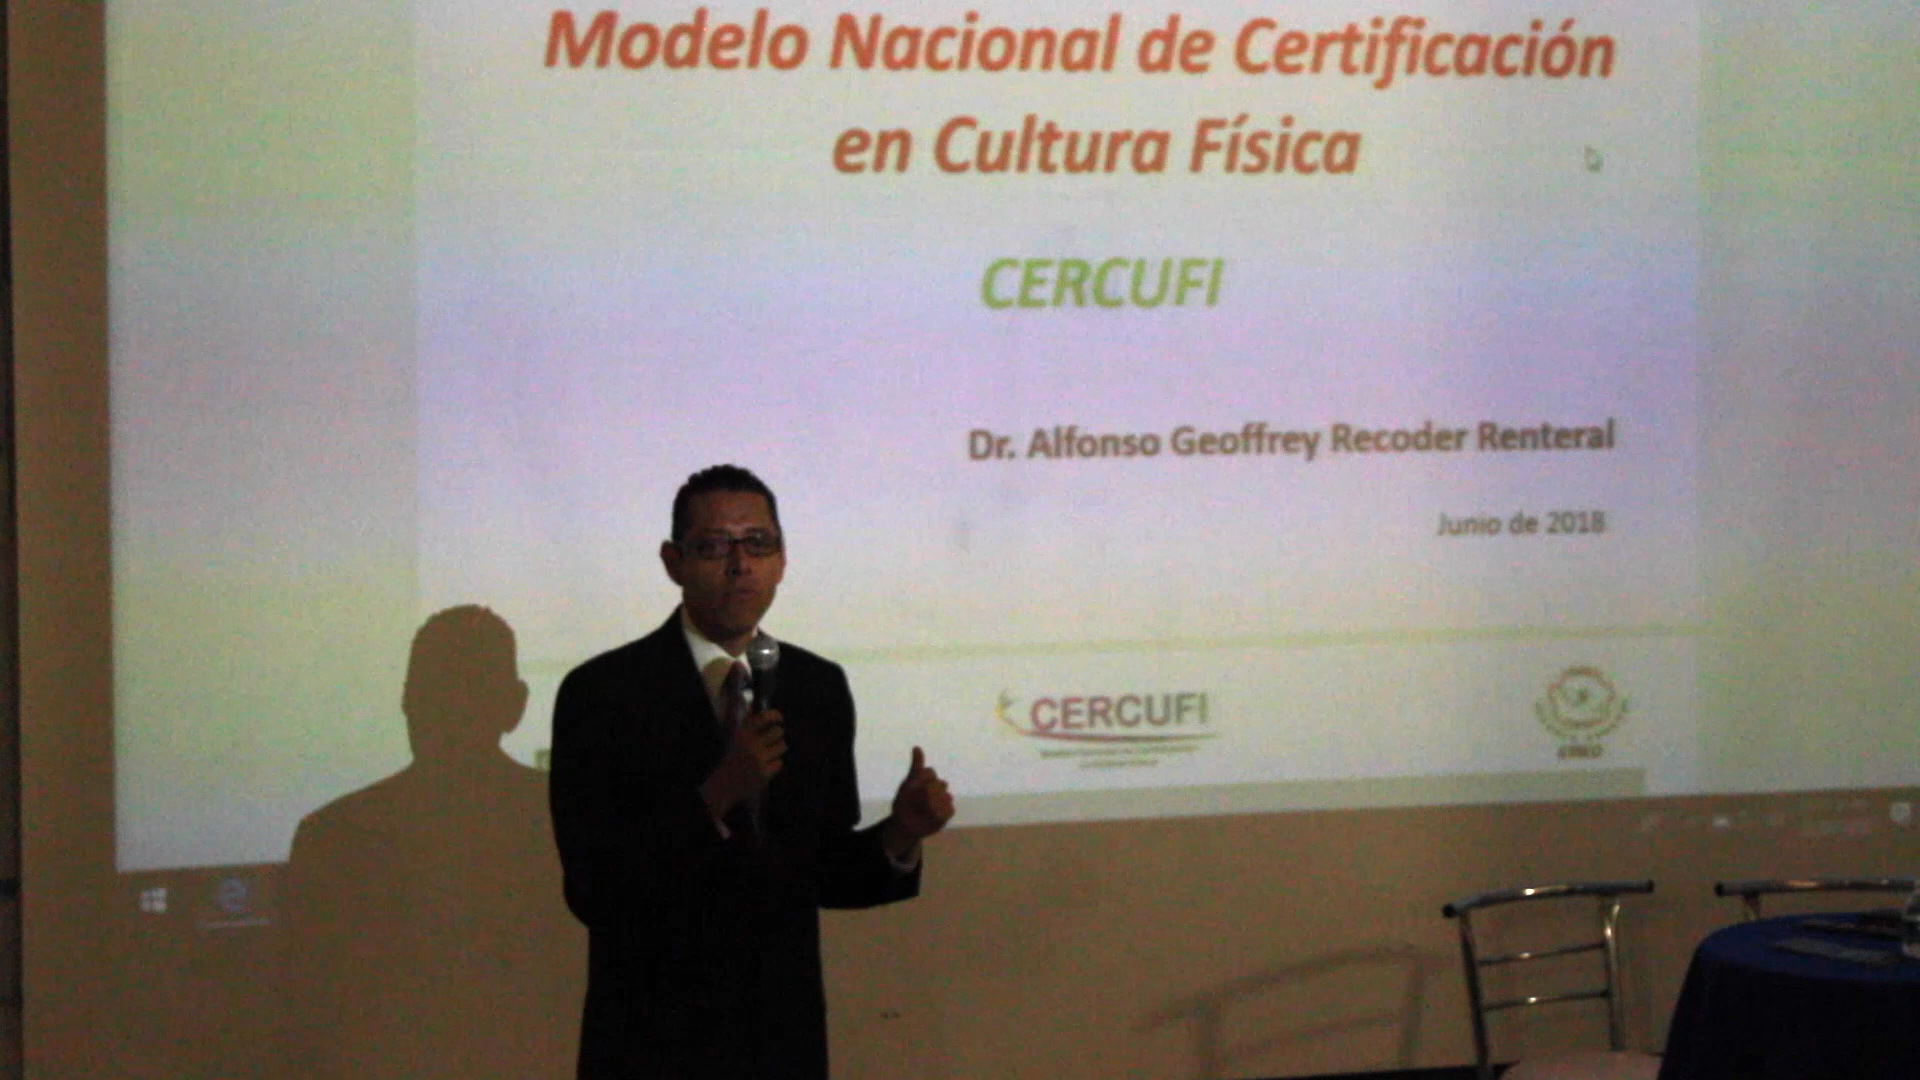 Modelo Nacional de Certificación
en Cultura Física
CERCUFI
Dr. Alfonso Geoffrey Recoder Renteral
Junio de 2018
CERCUFI